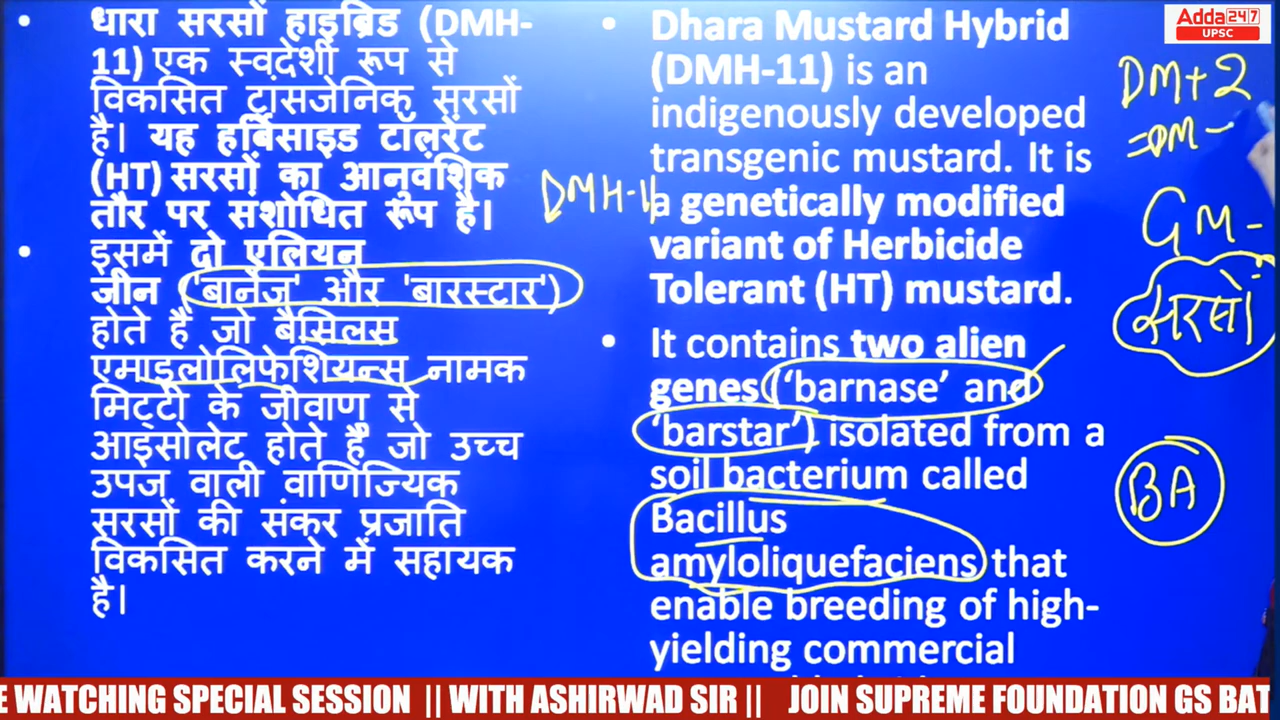 • धारा सरसों हाइब्रिड (DMH-
11) एक स्वदेशी रूप से
विकसित ट्रांसजेनिक सरसों
है। यह हर्बिसाइड टॉलरेंट
(HT) सरसों का आनुवंशिक
तौर पर संशोधित रूप है।
• इसमें दो एलियन
जीन ('बार्नेज' और 'बारस्टार')
होते हैं जो बैसिलस
एमाइलोलिफेशियन्स नामक
मिट्टी के जीवाणु से
आइसोलेट होते हैं जो उच्च
उपज वाली वाणिज्यिक
सरसों की संकर प्रजाति
विकसित करने में सहायक
है।
DMH-11
• Dhara Mustard Hybrid
(DMH-11) is an
indigenously developed
transgenic mustard. It is
a genetically modified
variant of Herbicide
Tolerant (HT) mustard.
• It contains two alien
genes (‘barnase’ and
‘barstar’) isolated from a
soil bacterium called
Bacillus
amyloliquefaciens that
enable breeding of high-
yielding commercial
Adda247
UPSC
DM+2
=DM-
GM-
सरसों
BA
E WATCHING SPECIAL SESSION || WITH ASHIRWAD SIR || JOIN SUPREME FOUNDATION GS BAT